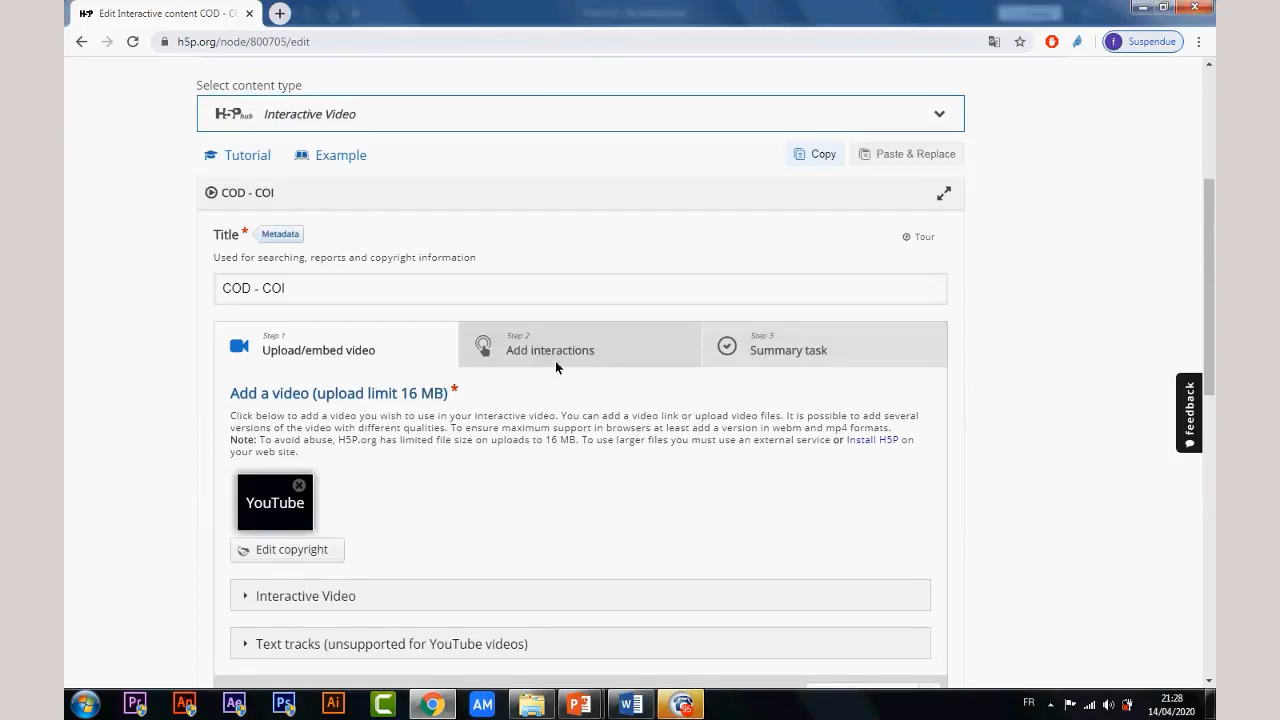 Edit Interactive content COD - C
h5p.org/node/800705/edit
f Suspendue
Select content type
H5P hub Interactive Video
Tutorial Example
Copy Paste & Replace
COD - COI
Title* Metadata
Tour
Used for searching, reports and copyright information
COD - COI
Step 1
Upload/embed video
Step 2
Add interactions
Step 3
Summary task
Add a video (upload limit 16 MB) *
Click below to add a video you wish to use in your interactive video. You can add a video link or upload video files. It is possible to add several
versions of the video with different qualities. To ensure maximum support in browsers at least add a version in webm and mp4 formats.
Note: To avoid abuse, H5P.org has limited file size on uploads to 16 MB. To use larger files you must use an external service or Install H5P on
your web site.
YouTube
Edit copyright
Interactive Video
Text tracks (unsupported for YouTube videos)
feedback
Pr An Ae Ps Ai C AM P W
FR
21:28
14/04/2020